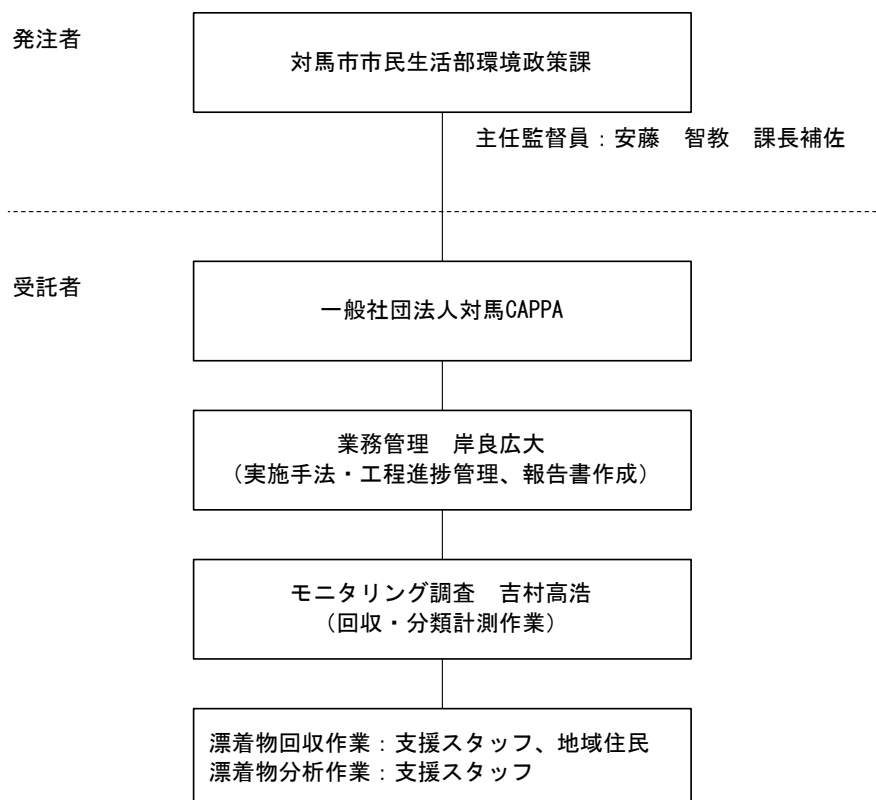 発注者
対馬市市民生活部環境政策課
主任監督員：安藤　智教　課長補佐
受託者
一般社団法人対馬CAPPA
業務管理　岸良広大
（実施手法・工程進捗管理、報告書作成）
モニタリング調査　吉村高浩
（回収・分類計測作業）
漂着物回収作業：支援スタッフ、地域住民
漂着物分析作業：支援スタッフ